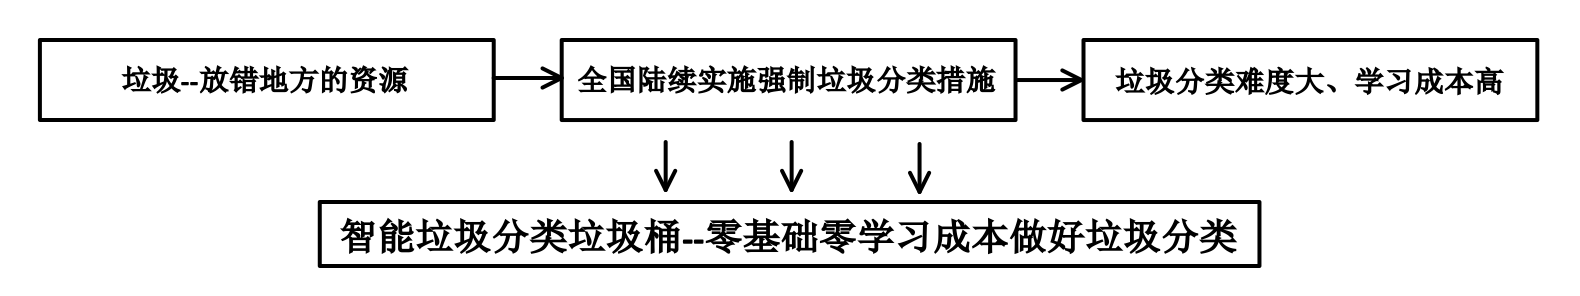 垃圾--放错地方的资源
全国陆续实施强制垃圾分类措施
垃圾分类难度大、学习成本高
智能垃圾分类垃圾桶--零基础零学习成本做好垃圾分类